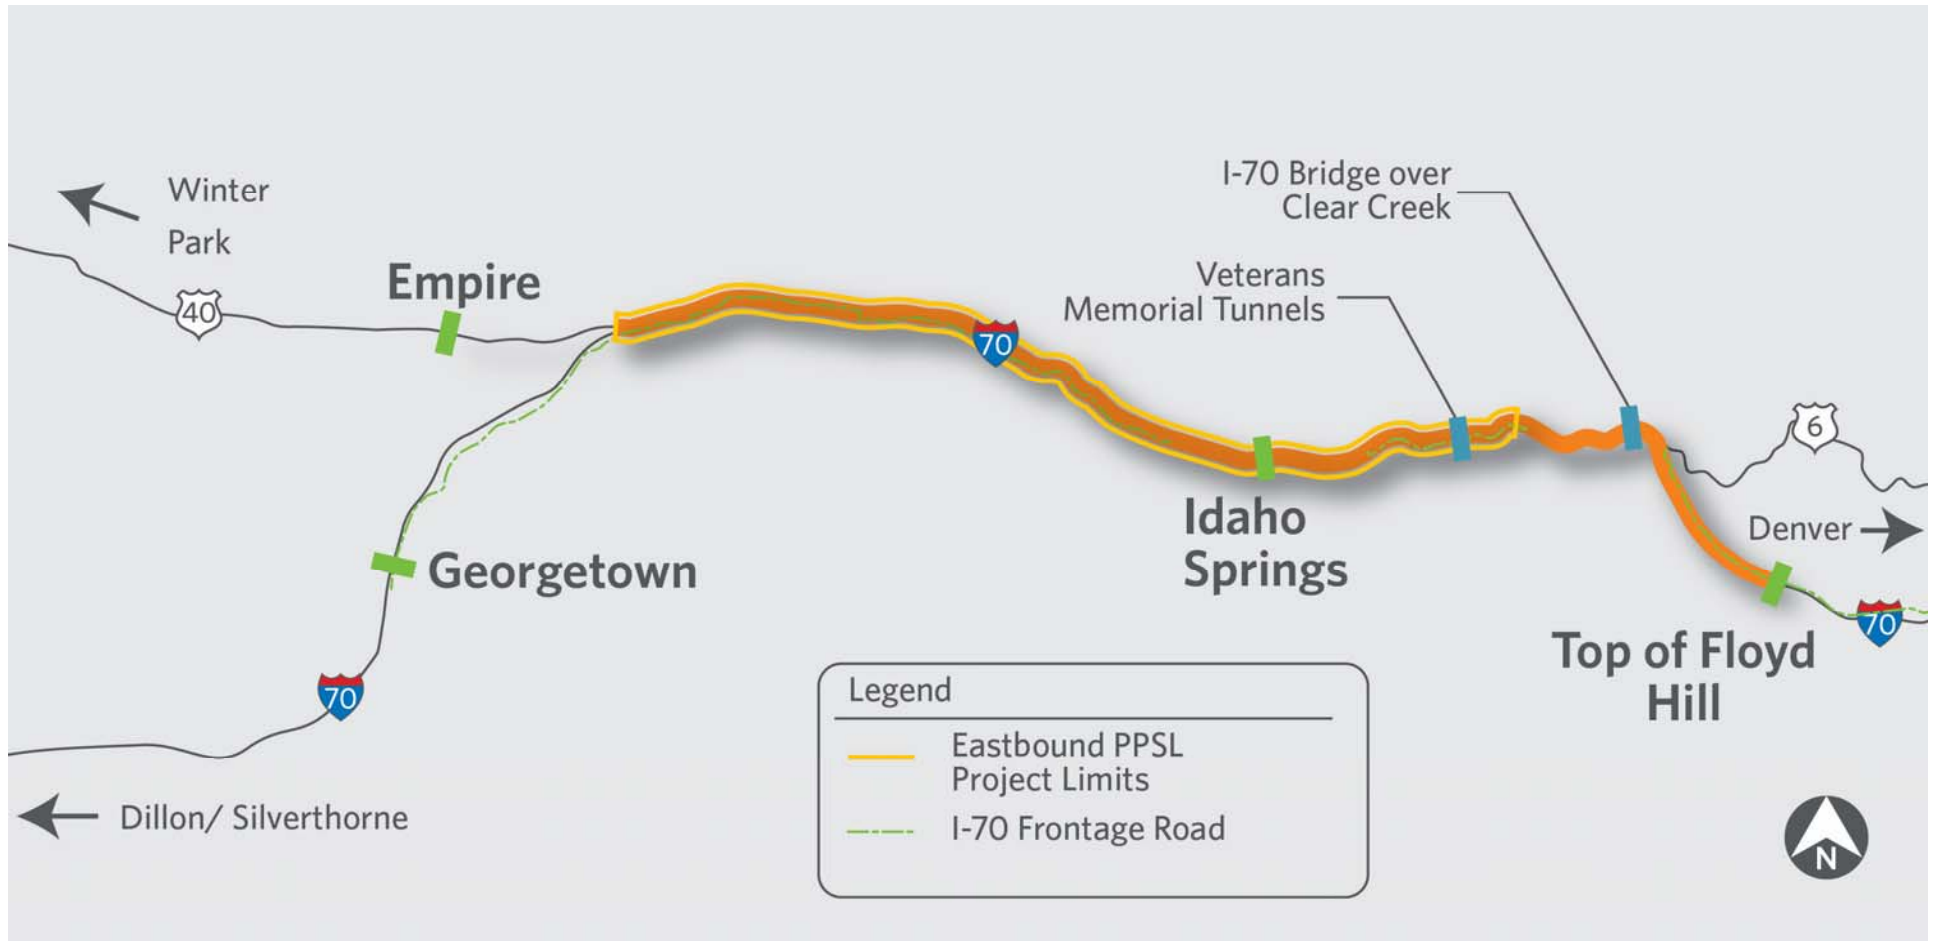 I-70 Bridge over
Clear Creek
Winter
Park
Veterans
Memorial Tunnels
Empire
40
70
6
Idaho
Springs
Denver
Georgetown
70
Top of Floyd
Hill
70
Legend
Eastbound PPSL
Project Limits
I-70 Frontage Road
Dillon/ Silverthorne
N